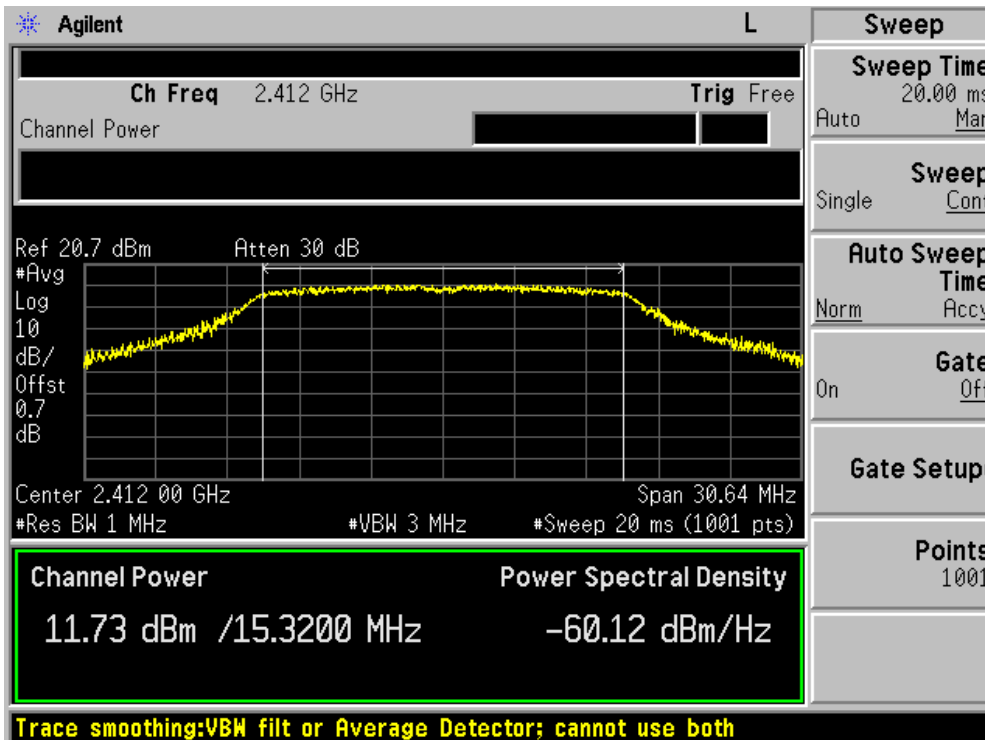 Agilent
L
Ch Freq 2.412 GHz
Trig Free
Channel Power
Ref 20.7 dBm
Atten 30 dB
#Avg
Log
10
dB/
Offst
0.7
dB
Center 2.412 00 GHz
Span 30.64 MHz
#Res BW 1 MHz
#VBW 3 MHz
#Sweep 20 ms (1001 pts)
Channel Power
Power Spectral Density
11.73 dBm /15.3200 MHz
-60.12 dBm/Hz
Trace smoothing:VBW filt or Average Detector; cannot use both
Sweep
Sweep Time
20.00 ms
Auto Man
Sweep
Single Cont
Auto Sweep
Time
Norm Accy
Gate
On Off
Gate Setup
Points
1001